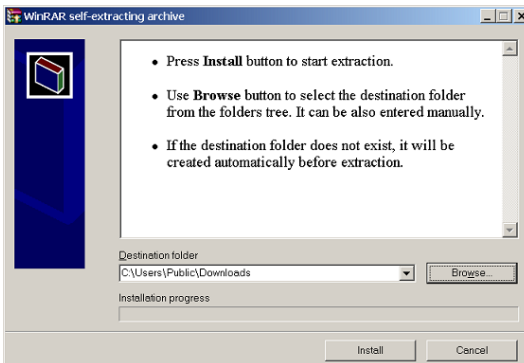 WinRAR self-extracting archive
• Press Install button to start extraction.
• Use Browse button to select the destination folder
from the folders tree. It can be also entered manually.
• If the destination folder does not exist, it will be
created automatically before extraction.
Destination folder
C:\Users\Public\Downloads
Browse...
Installation progress
Install
Cancel